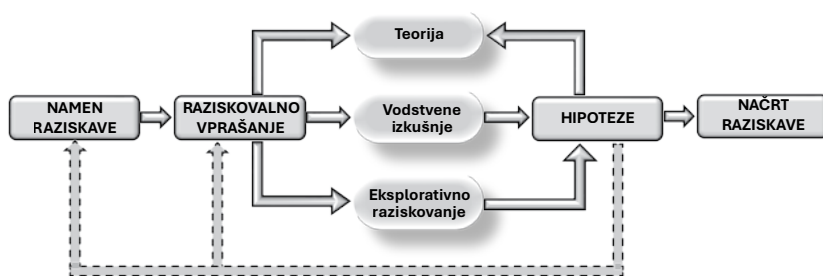 Teorija
NAMEN
RAZISKAVE
RAZISKOVALNO
VPRAŠANJE
Vodstvene
izkušnje
HIPOTEZE
NAČRT
RAZISKAVE
Eksplorativno
raziskovanje